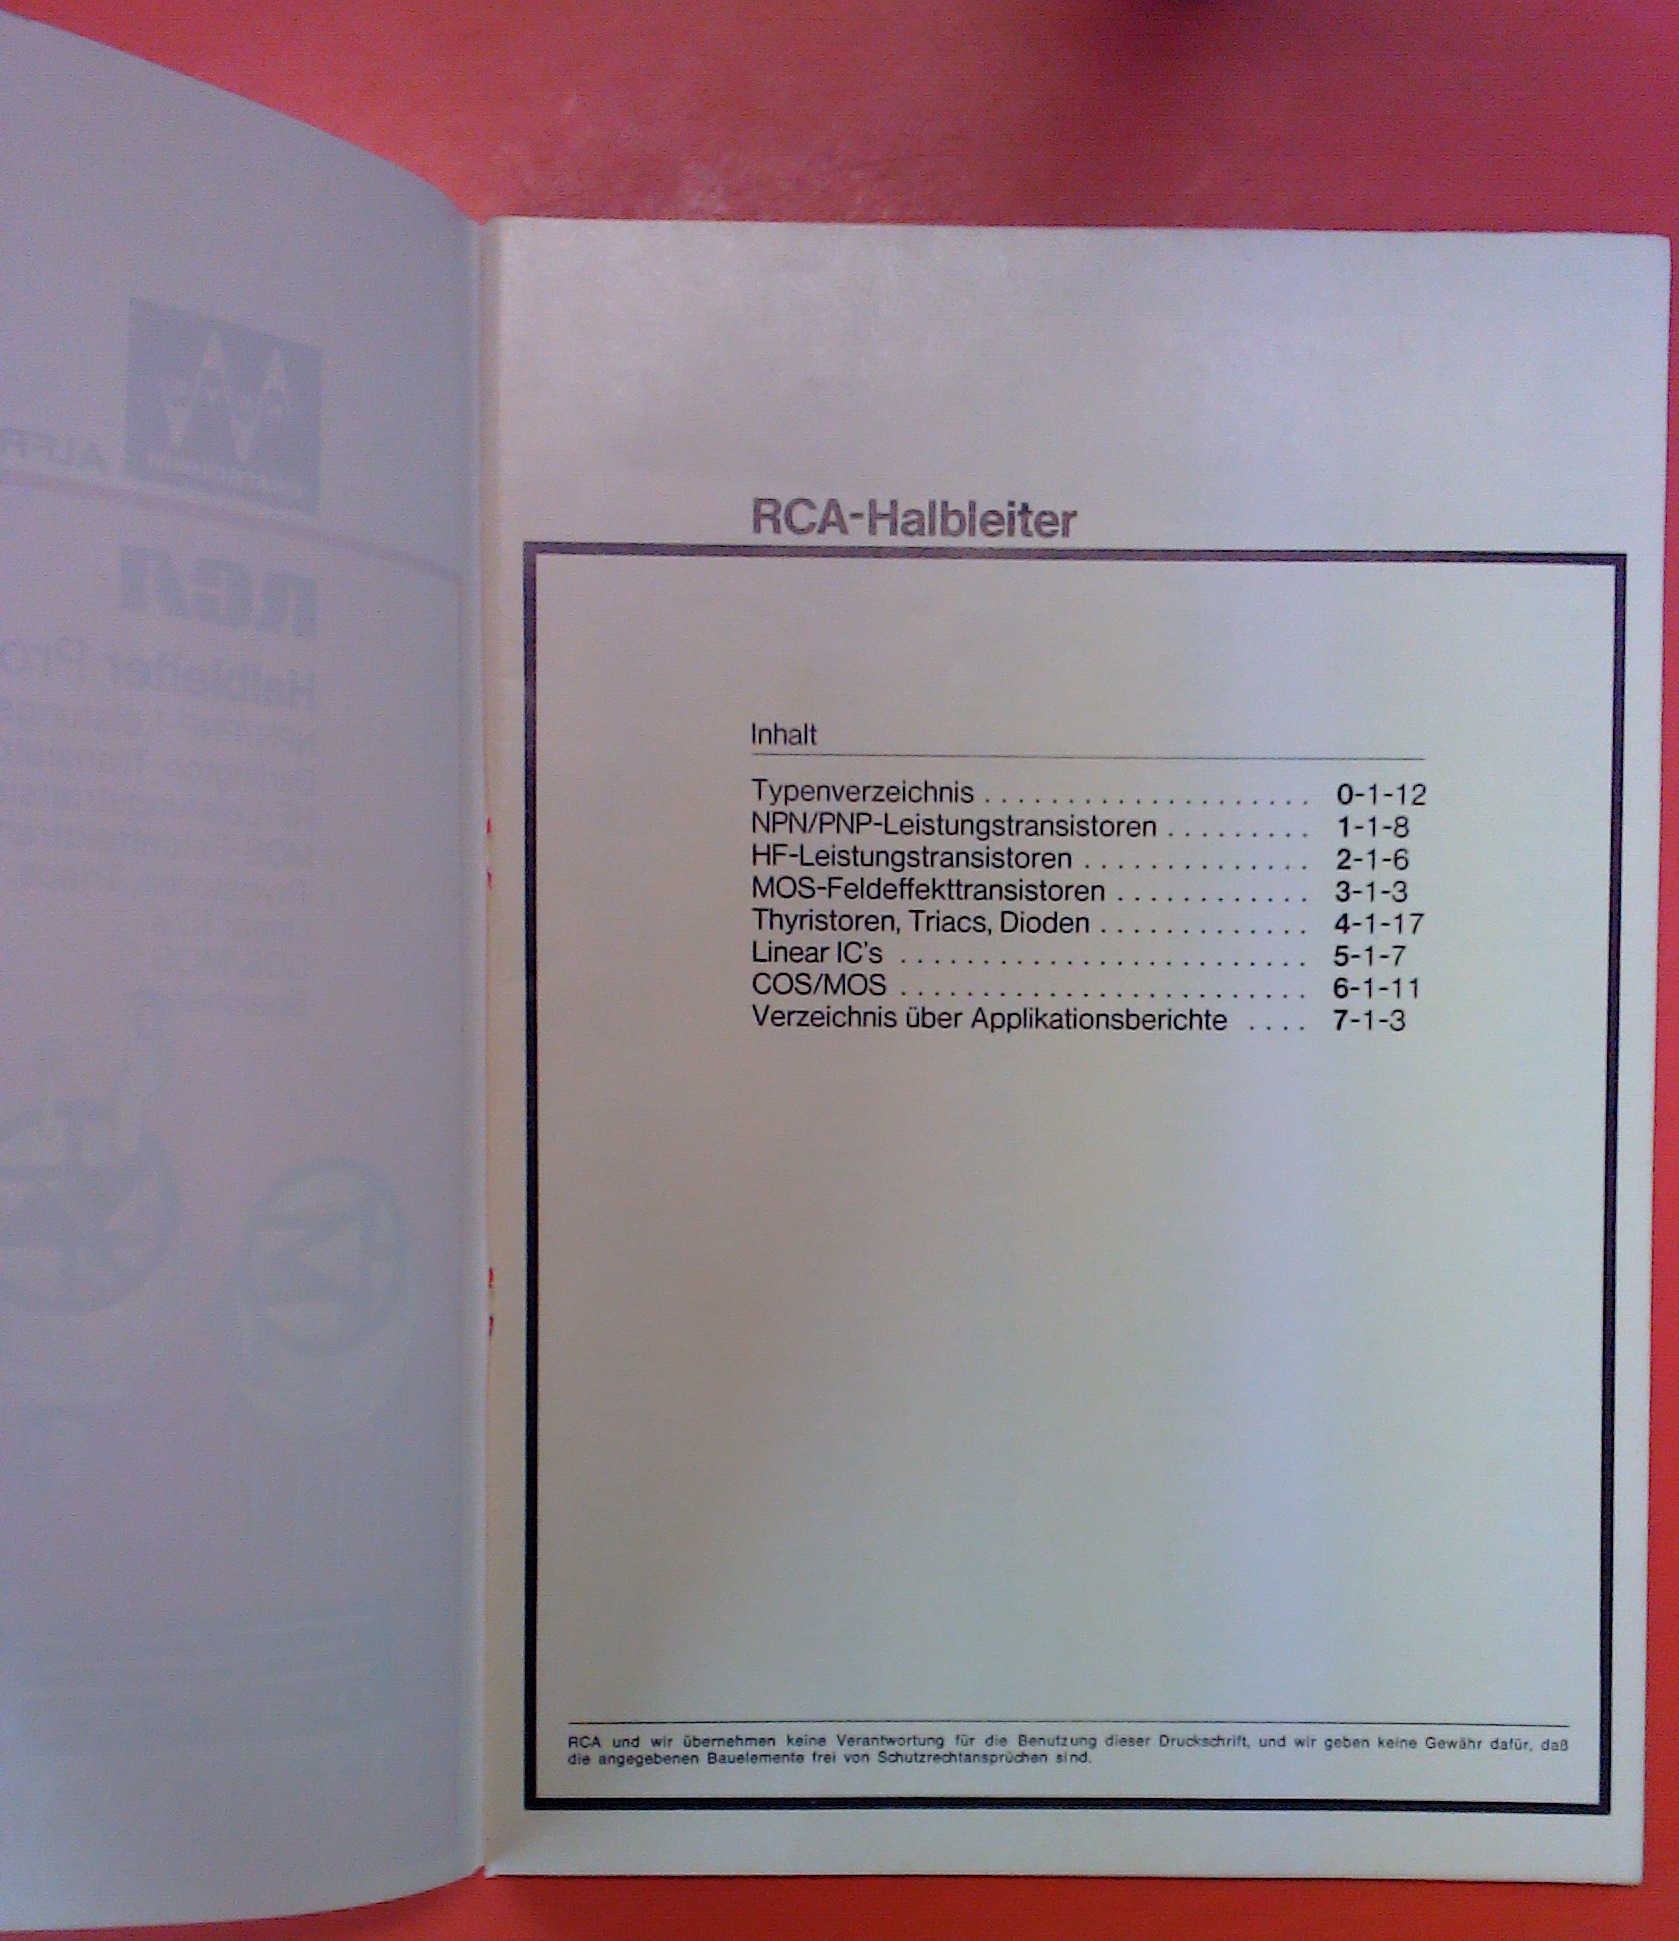 RCA-Halbleiter
Inhalt
Typenverzeichnis . . . . . . . . . . . . . . . . . . . . 0-1-12
NPN/PNP-Leistungstransistoren . . . . . . . . . 1-1-8
HF-Leistungstransistoren . . . . . . . . . . . . . . 2-1-6
MOS-Feldeffekttransistoren . . . . . . . . . . . . 3-1-3
Thyristoren, Triacs, Dioden . . . . . . . . . . . . . 4-1-17
Linear IC's . . . . . . . . . . . . . . . . . . . . . . . . . 5-1-7
COS/MOS . . . . . . . . . . . . . . . . . . . . . . . . . 6-1-11
Verzeichnis über Applikationsberichte . . . . 7-1-3
RCA und wir übernehmen keine Verantwortung für die Benutzung dieser Druckschrift, und wir geben keine Gewähr dafür, daß
die angegebenen Bauelemente frei von Schutzrechtansprüchen sind.